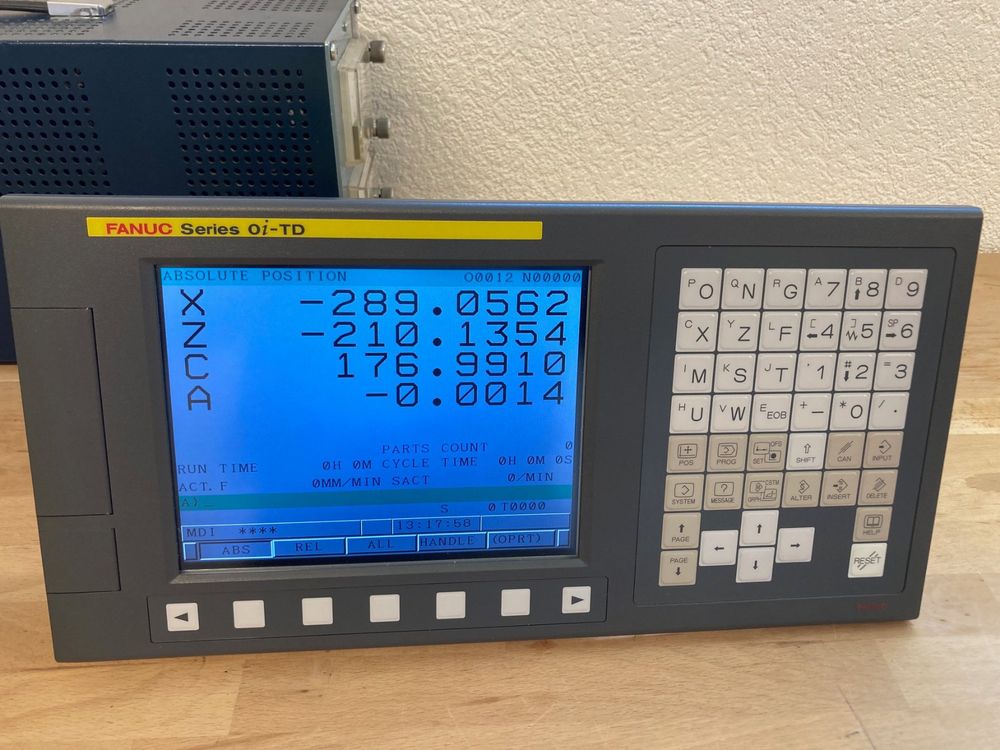 FANUC Series 0i-TD
ABSOLUTE POSITION O0012 N00000
X -289.0562
Z -210.1354
C 176.9910
A -0.0014
PARTS COUNT 0
RUN TIME 0H 0M CYCLE TIME 0H 0M 0S
ACT.F 0MM/MIN SACT 0/MIN
A)_
S 0 T0000
MDI **** 13:17:58
ABS REL ALL HANDLE (OPRT)
P O Q N R G A 7 B 8 D 9
C X Y Z L F [ 4 ] 5 SP 6
I M K S J T , 1 # 2 = 3
H U V W E EOB + - * 0 / .
POS PROG OFS SET SHIFT CAN INPUT
SYSTEM MESSAGE CSTM GRPH ALTER INSERT DELETE
PAGE HELP
PAGE RESET